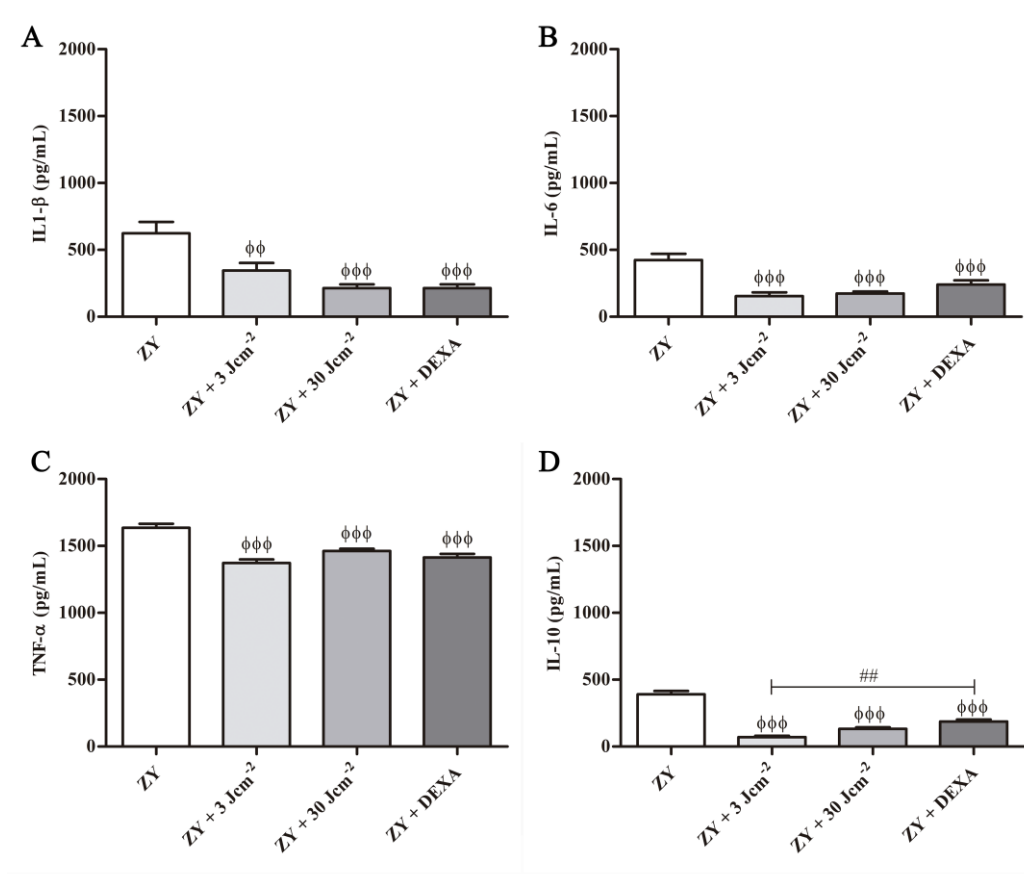 A
IL1-β (pg/mL)
2000
1500
1000
500
0
ϕϕ
ϕϕϕ
ϕϕϕ
ZY
ZY + 3 Jcm-2
ZY + 30 Jcm-2
ZY + DEXA
B
IL-6 (pg/mL)
2000
1500
1000
500
0
ϕϕϕ
ϕϕϕ
ϕϕϕ
ZY
ZY + 3 Jcm-2
ZY + 30 Jcm-2
ZY + DEXA
C
TNF-α (pg/mL)
2000
1500
1000
500
0
ϕϕϕ
ϕϕϕ
ϕϕϕ
ZY
ZY + 3 Jcm-2
ZY + 30 Jcm-2
ZY + DEXA
D
IL-10 (pg/mL)
2000
1500
1000
500
0
##
ϕϕϕ
ϕϕϕ
ϕϕϕ
ZY
ZY + 3 Jcm-2
ZY + 30 Jcm-2
ZY + DEXA